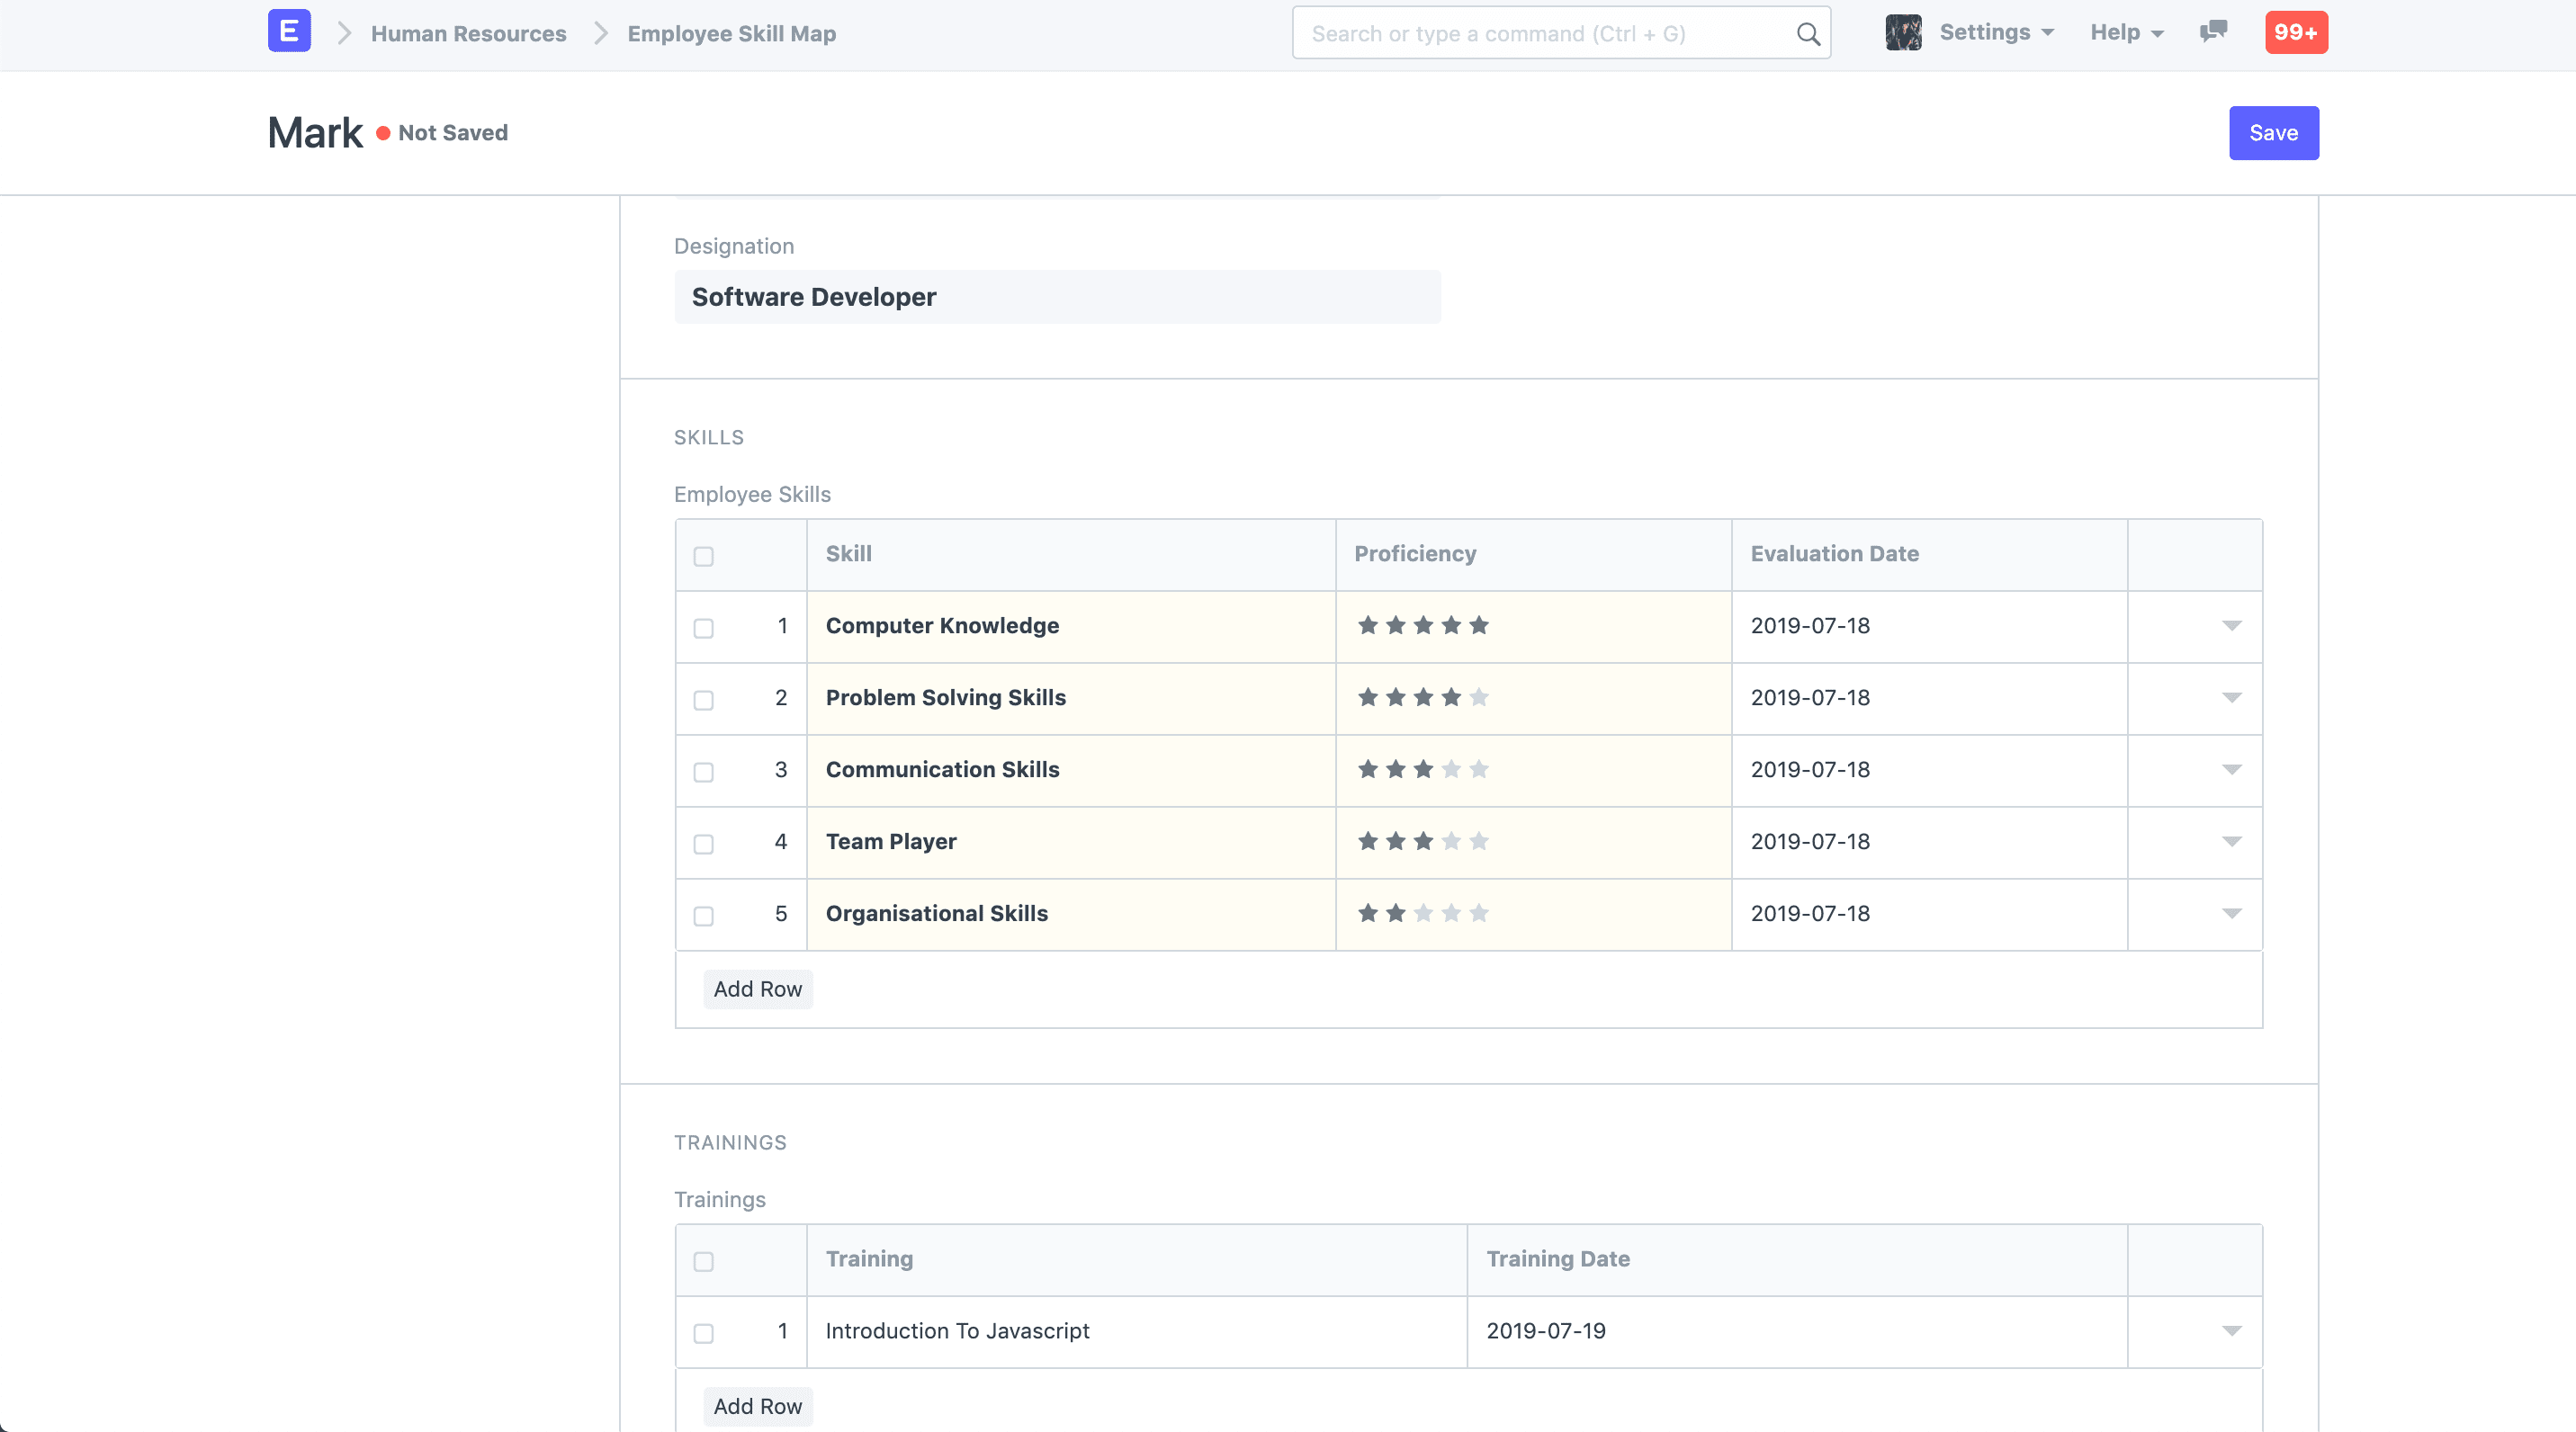 E Human Resources Employee Skill Map Search or type a command (Ctrl + G) Settings Help 99+
Mark Not Saved Save
Designation
Software Developer
SKILLS
Employee Skills
Skill Proficiency Evaluation Date
1 Computer Knowledge 2019-07-18
2 Problem Solving Skills 2019-07-18
3 Communication Skills 2019-07-18
4 Team Player 2019-07-18
5 Organisational Skills 2019-07-18
Add Row
TRAININGS
Trainings
Training Training Date
1 Introduction To Javascript 2019-07-19
Add Row